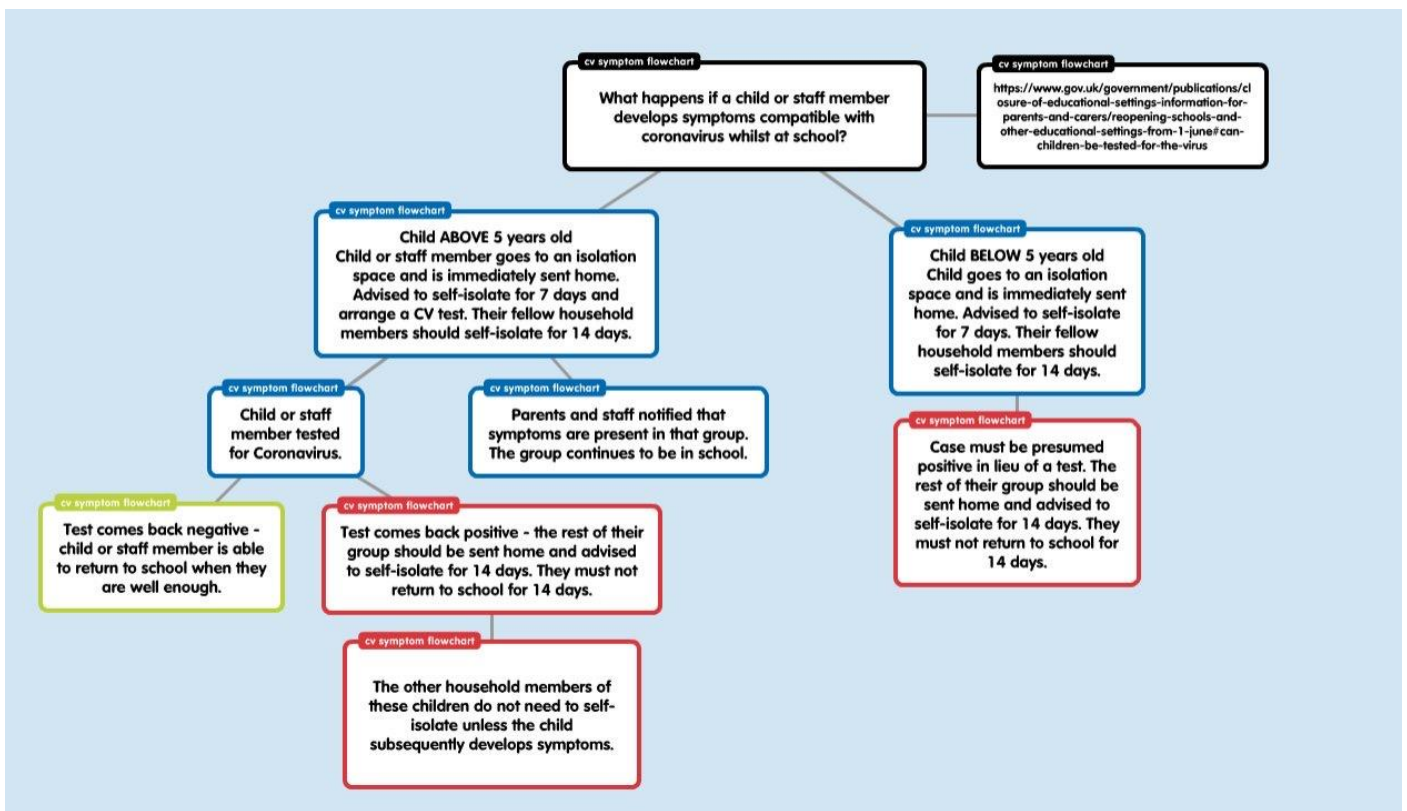 cv symptom flowchart
What happens if a child or staff member
develops symptoms compatible with
coronavirus whilst at school?
cv symptom flowchart
https://www.gov.uk/government/publications/cl
osure-of-educational-settings-information-for-
parents-and-carers/reopening-schools-and-
other-educational-settings-from-1-june#can-
children-be-tested-for-the-virus
cv symptom flowchart
Child ABOVE 5 years old
Child or staff member goes to an isolation
space and is immediately sent home.
Advised to self-isolate for 7 days and
arrange a CV test. Their fellow household
members should self-isolate for 14 days.
cv symptom flowchart
Child BELOW 5 years old
Child goes to an isolation
space and is immediately sent
home. Advised to self-isolate
for 7 days. Their fellow
household members should
self-isolate for 14 days.
cv symptom flowchart
Child or staff
member tested
for Coronavirus.
cv symptom flowchart
Parents and staff notified that
symptoms are present in that group.
The group continues to be in school.
cv symptom flowchart
Case must be presumed
positive in lieu of a test. The
rest of their group should be
sent home and advised to
self-isolate for 14 days. They
must not return to school for
14 days.
cv symptom flowchart
Test comes back negative -
child or staff member is able
to return to school when they
are well enough.
cv symptom flowchart
Test comes back positive - the rest of their
group should be sent home and advised
to self-isolate for 14 days. They must not
return to school for 14 days.
cv symptom flowchart
The other household members of
these children do not need to self-
isolate unless the child
subsequently develops symptoms.